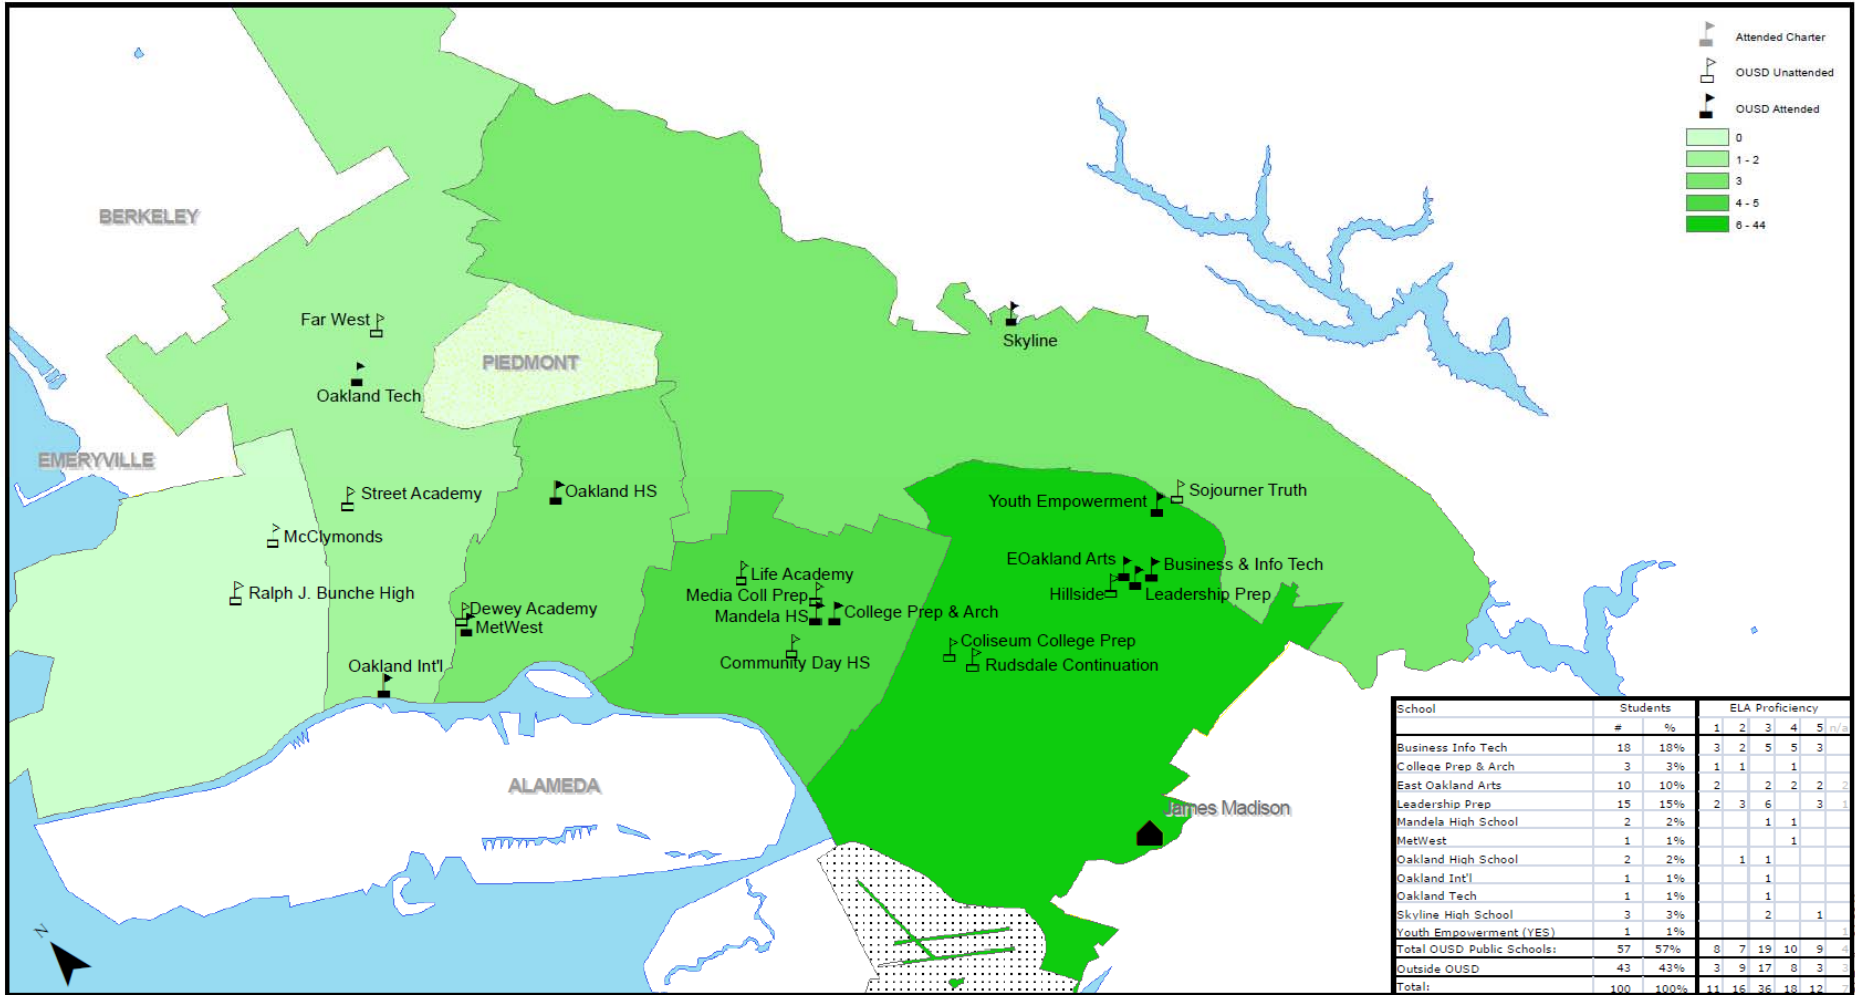 Attended Charter
OUSD Unattended
OUSD Attended
0
1 - 2
3
4 - 5
6 - 44
BERKELEY
Far West
PIEDMONT
Skyline
Oakland Tech
EMERYVILLE
Street Academy
Oakland HS
Youth Empowerment
Sojourner Truth
McClymonds
EOakland Arts
Business & Info Tech
Life Academy
Ralph J. Bunche High
Media Coll Prep
Hillside
Leadership Prep
Dewey Academy
Mandela HS
College Prep & Arch
MetWest
Coliseum College Prep
Oakland Int'l
Community Day HS
Rudsdale Continuation
ALAMEDA
James Madison
N
School Students ELA Proficiency
# % 1 2 3 4 5 n/a
Business Info Tech 18 18% 3 2 5 5 3
College Prep & Arch 3 3% 1 1 1
East Oakland Arts 10 10% 2 2 2 2 2
Leadership Prep 15 15% 2 3 6 3 1
Mandela High School 2 2% 1 1
MetWest 1 1% 1
Oakland High School 2 2% 1 1
Oakland Int'l 1 1% 1
Oakland Tech 1 1% 1
Skyline High School 3 3% 2 1
Youth Empowerment (YES) 1 1% 1
Total OUSD Public Schools: 57 57% 8 7 19 10 9 4
Outside OUSD 43 43% 3 9 17 8 3 3
Total: 100 100% 11 16 36 18 12 7